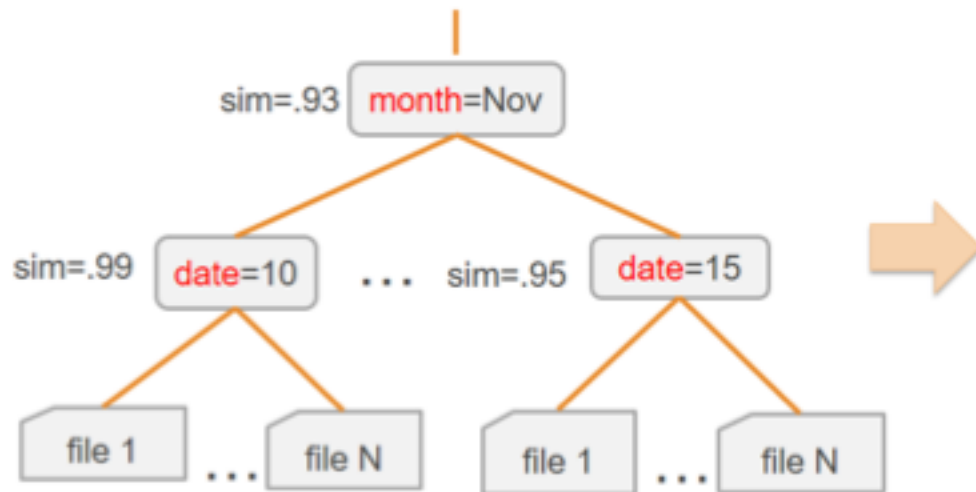 sim=.93 month=Nov
sim=.99 date=10 ... sim=.95 date=15
file 1 ... file N file 1 ... file N